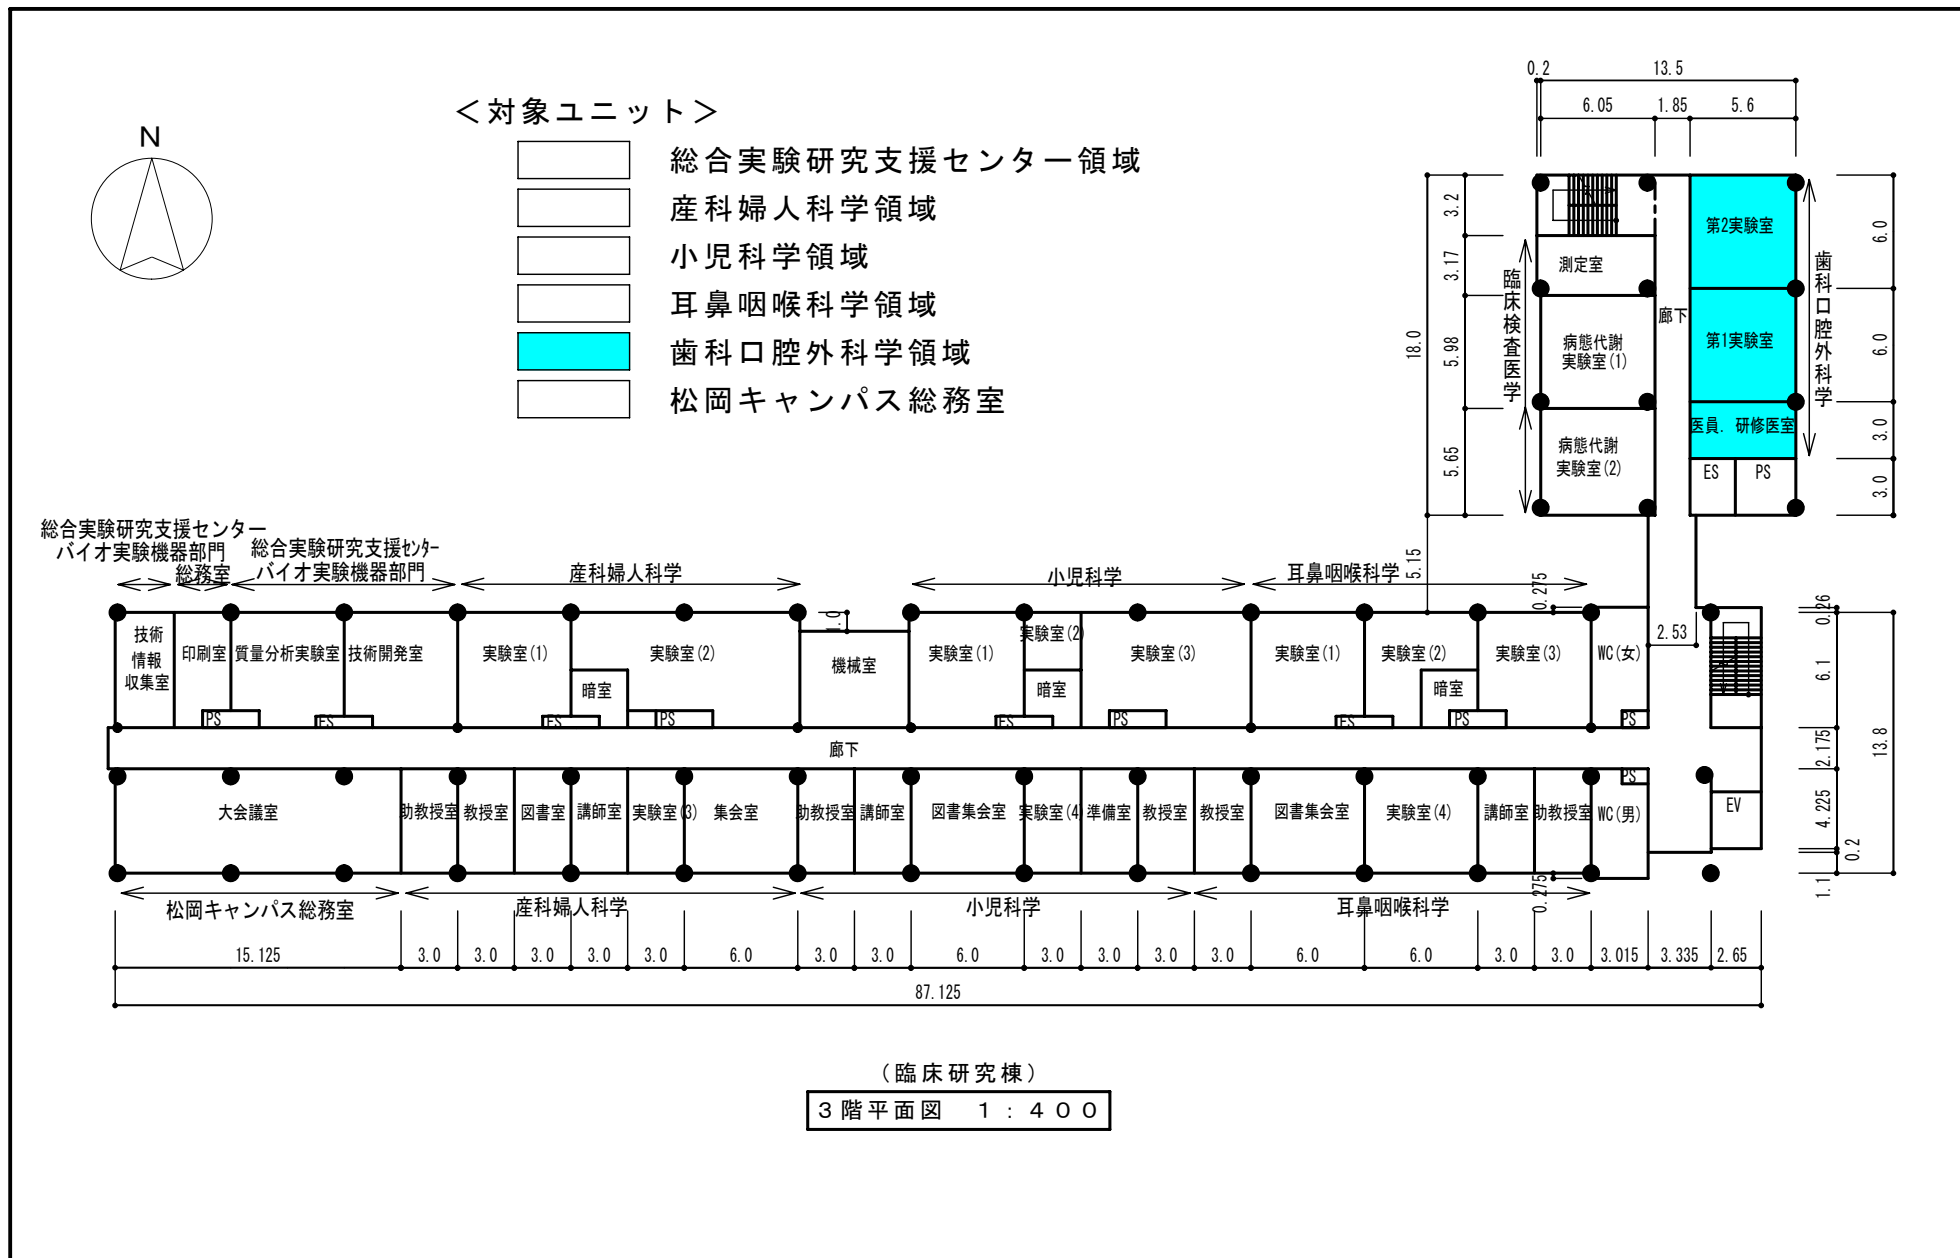 N
＜対象ユニット＞
総合実験研究支援センター領域
産科婦人科学領域
小児科学領域
耳鼻咽喉科学領域
歯科口腔外科学領域
松岡キャンパス総務室
0.2
13.5
6.05
1.85
5.6
3.2
3.17
5.98
5.65
18.0
5.15
臨床検査医学
測定室
病態代謝
実験室(1)
病態代謝
実験室(2)
廊下
第2実験室
第1実験室
医員．研修医室
ES
PS
歯科口腔外科学
6.0
6.0
3.0
3.0
総合実験研究支援センター
バイオ実験機器部門
総務室
総合実験研究支援センター
バイオ実験機器部門
産科婦人科学
小児科学
耳鼻咽喉科学
0.275
技術
情報
収集室
印刷室
質量分析実験室
技術開発室
実験室(1)
実験室(2)
暗室
1.0
機械室
実験室(1)
実験室(2)
暗室
実験室(3)
実験室(1)
実験室(2)
暗室
実験室(3)
WC(女)
2.53
PS
ES
ES
PS
ES
PS
ES
PS
PS
0.26
6.1
2.175
4.225
0.2
1.1
13.8
廊下
大会議室
助教授室
教授室
図書室
講師室
実験室(3)
集会室
助教授室
講師室
図書集会室
実験室(4)
準備室
教授室
教授室
図書集会室
実験室(4)
講師室
助教授室
PS
WC(男)
EV
0.275
松岡キャンパス総務室
産科婦人科学
小児科学
耳鼻咽喉科学
15.125
3.0
3.0
3.0
3.0
3.0
6.0
3.0
3.0
6.0
3.0
3.0
3.0
3.0
6.0
6.0
3.0
3.0
3.015
3.335
2.65
87.125
(臨床研究棟)
3階平面図　1：400